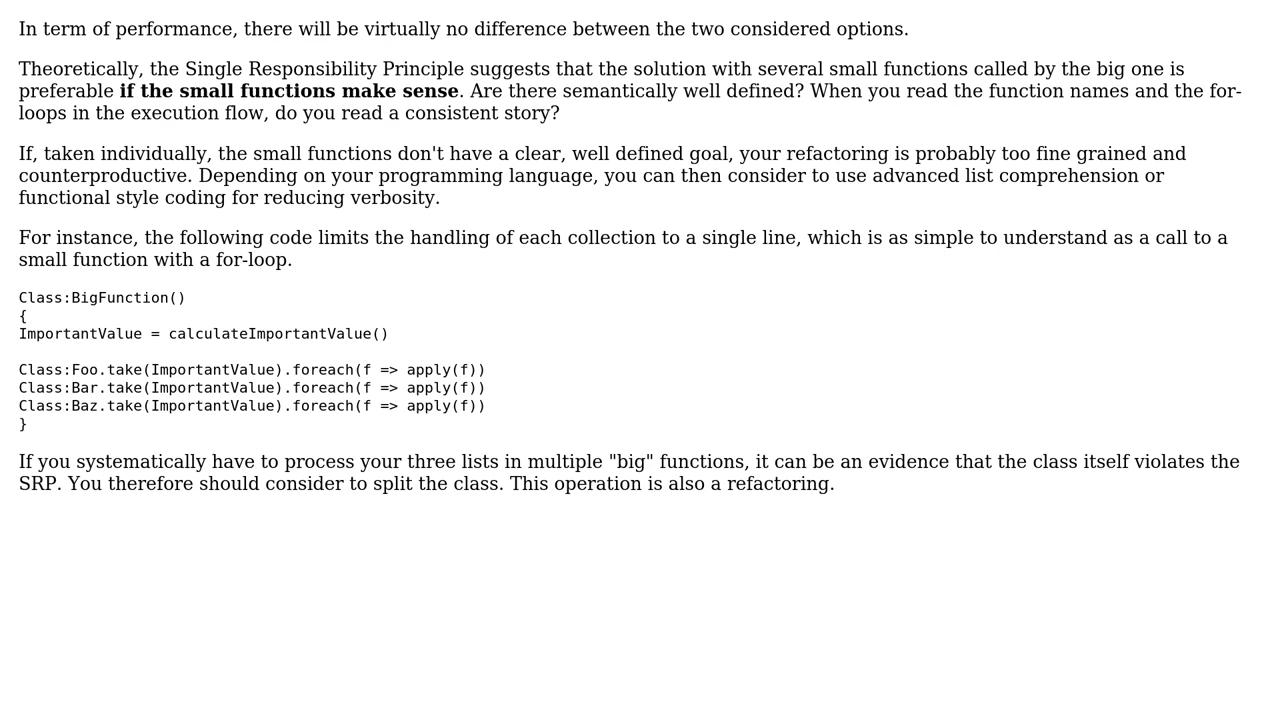 In term of performance, there will be virtually no difference between the two considered options.
Theoretically, the Single Responsibility Principle suggests that the solution with several small functions called by the big one is
preferable if the small functions make sense. Are there semantically well defined? When you read the function names and the for-
loops in the execution flow, do you read a consistent story?
If, taken individually, the small functions don't have a clear, well defined goal, your refactoring is probably too fine grained and
counterproductive. Depending on your programming language, you can then consider to use advanced list comprehension or
functional style coding for reducing verbosity.
For instance, the following code limits the handling of each collection to a single line, which is as simple to understand as a call to a
small function with a for-loop.
Class:BigFunction()
{
ImportantValue = calculateImportantValue()
Class:Foo.take(ImportantValue).foreach(f => apply(f))
Class:Bar.take(ImportantValue).foreach(f => apply(f))
Class:Baz.take(ImportantValue).foreach(f => apply(f))
}
If you systematically have to process your three lists in multiple "big" functions, it can be an evidence that the class itself violates the
SRP. You therefore should consider to split the class. This operation is also a refactoring.